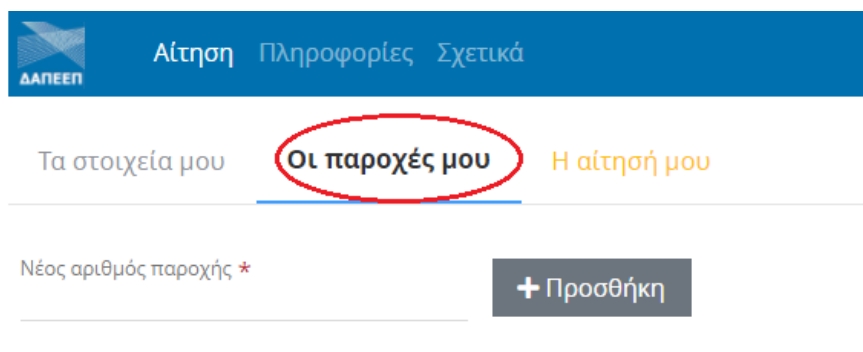 ΔΑΠΕΕΠ
Αίτηση Πληροφορίες Σχετικά
Τα στοιχεία μου Οι παροχές μου Η αίτησή μου
Νέος αριθμός παροχής *
+ Προσθήκη